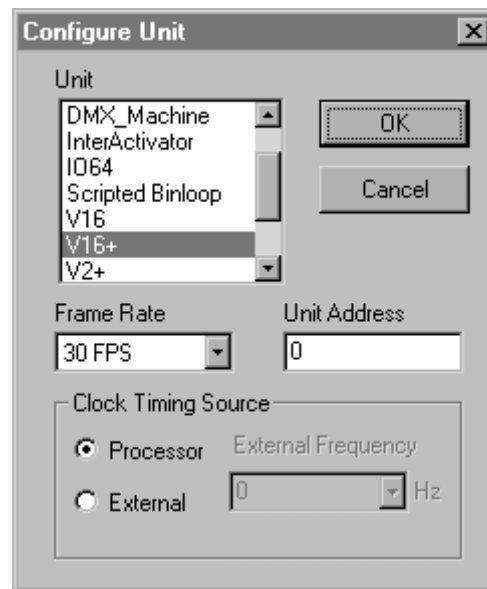 Configure Unit
Unit
DMX_Machine
InterActivator
IO64
Scripted Binloop
V16
V16+
V2+
OK
Cancel
Frame Rate
Unit Address
30 FPS
0
Clock Timing Source
Processor
External Frequency
External
0
Hz